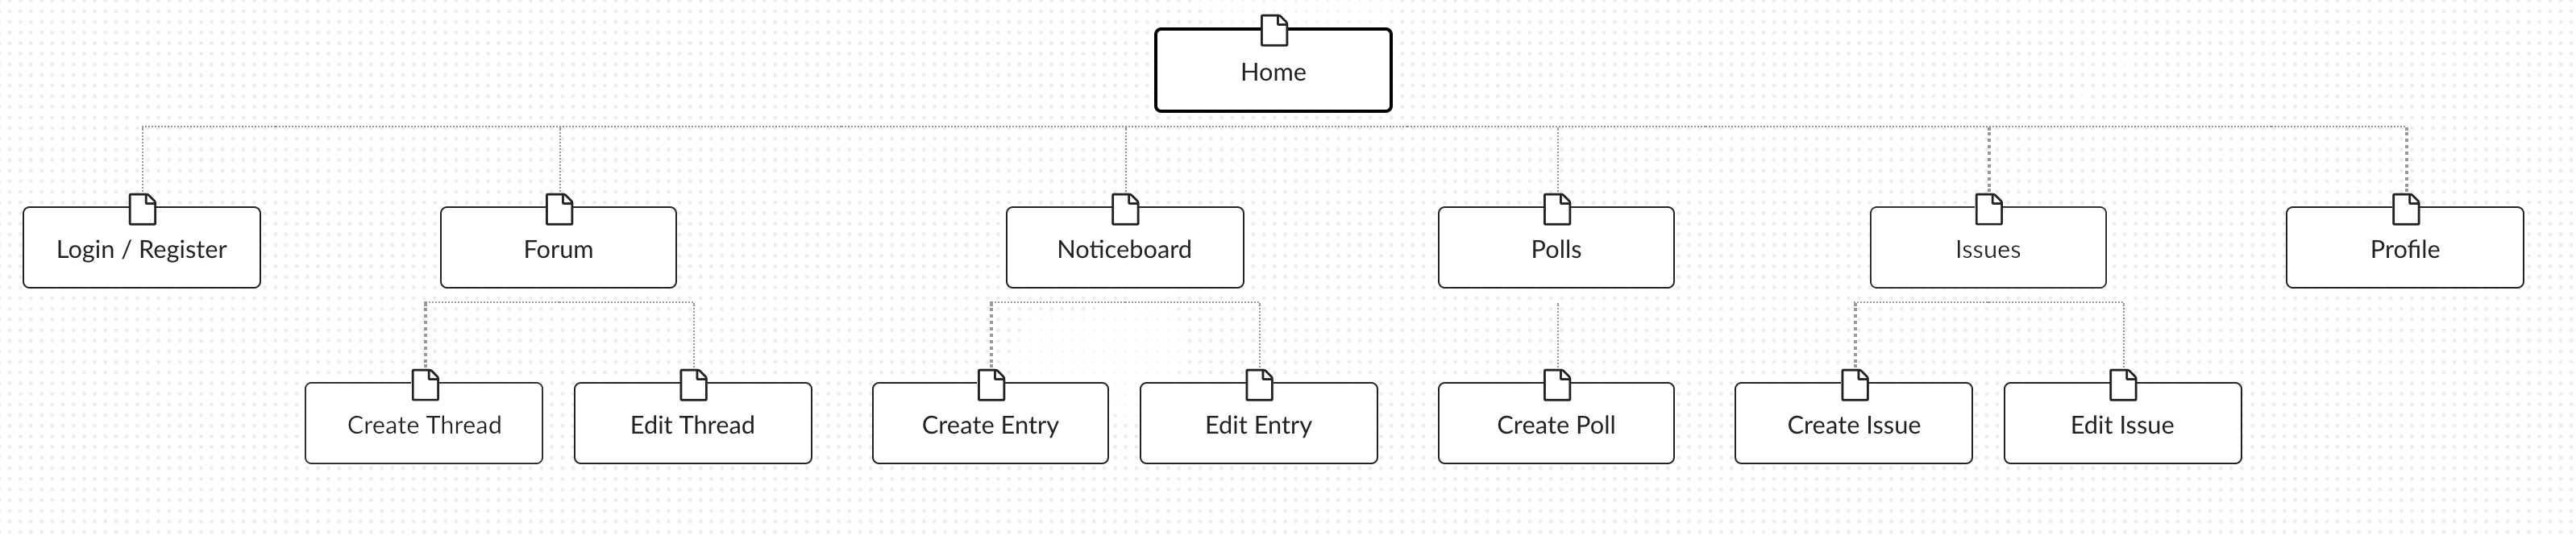 Home
Login / Register
Forum
Noticeboard
Polls
Issues
Profile
Create Thread
Edit Thread
Create Entry
Edit Entry
Create Poll
Create Issue
Edit Issue